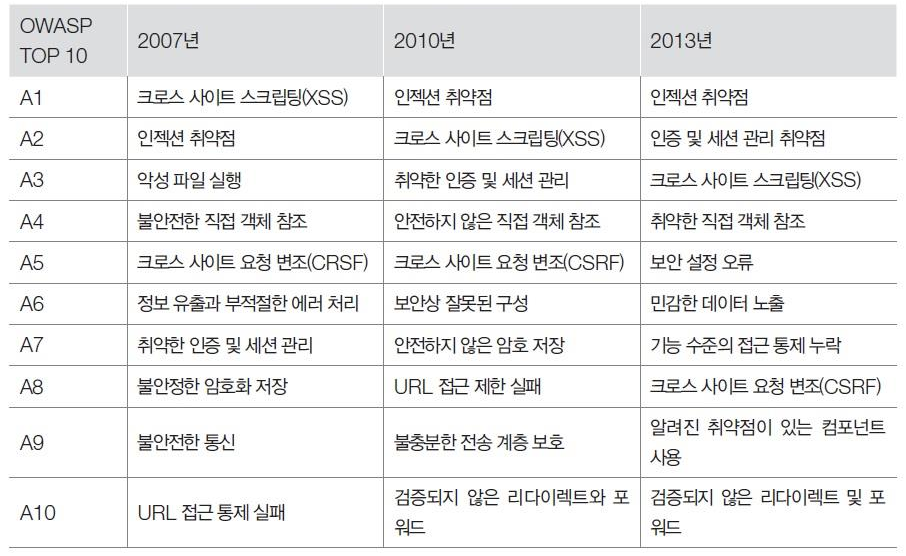 OWASP
TOP 10
2007년
2010년
2013년
A1
크로스 사이트 스크립팅(XSS)
인젝션 취약점
인젝션 취약점
A2
인젝션 취약점
크로스 사이트 스크립팅(XSS)
인증 및 세션 관리 취약점
A3
악성 파일 실행
취약한 인증 및 세션 관리
크로스 사이트 스크립팅(XSS)
A4
불안전한 직접 객체 참조
안전하지 않은 직접 객체 참조
취약한 직접 객체 참조
A5
크로스 사이트 요청 변조(CRSF)
크로스 사이트 요청 변조(CSRF)
보안 설정 오류
A6
정보 유출과 부적절한 에러 처리
보안상 잘못된 구성
민감한 데이터 노출
A7
취약한 인증 및 세션 관리
안전하지 않은 암호 저장
기능 수준의 접근 통제 누락
A8
불안정한 암호화 저장
URL 접근 제한 실패
크로스 사이트 요청 변조(CSRF)
A9
불안전한 통신
불충분한 전송 계층 보호
알려진 취약점이 있는 컴포넌트
사용
A10
URL 접근 통제 실패
검증되지 않은 리다이렉트와 포
워드
검증되지 않은 리다이렉트 및 포
워드